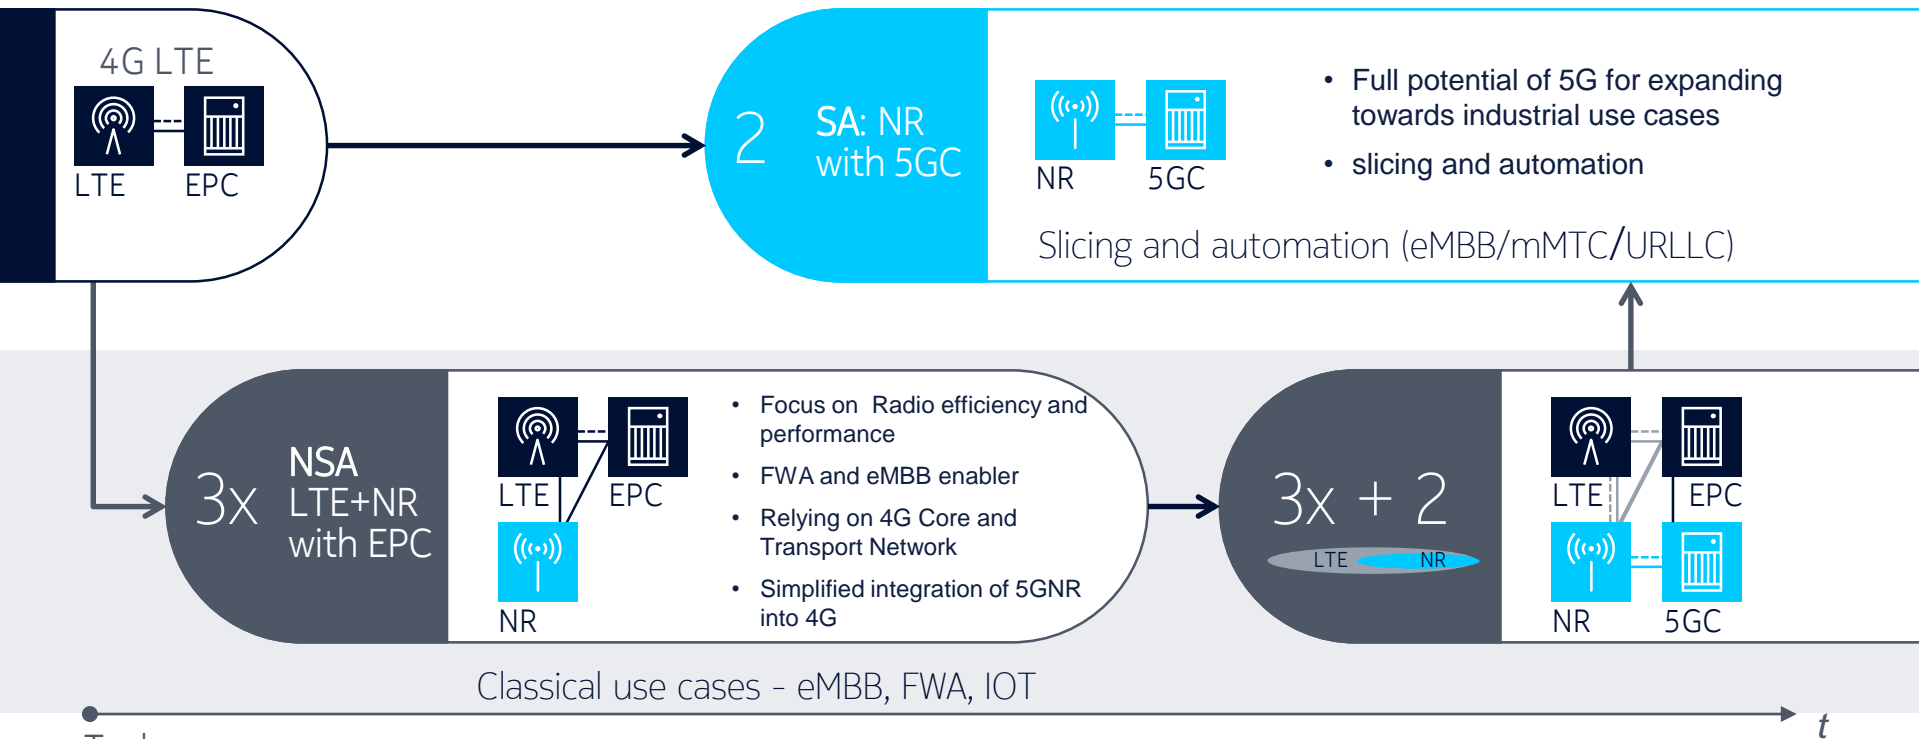 4G LTE
LTE
EPC
2
SA: NR
with 5GC
NR
5GC
• Full potential of 5G for expanding
towards industrial use cases
• slicing and automation
Slicing and automation (eMBB/mMTC/URLLC)
3x
NSA
LTE+NR
with EPC
LTE
EPC
NR
• Focus on Radio efficiency and
performance
• FWA and eMBB enabler
• Relying on 4G Core and
Transport Network
• Simplified integration of 5GNR
into 4G
3x + 2
LTE
NR
LTE
EPC
NR
5GC
Classical use cases - eMBB, FWA, IOT
t